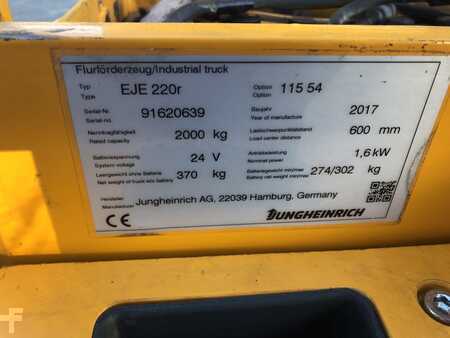 Flurförderzeug/Industrial truck
Typ EJE 220r Option 115 54
Type Option
Serial-Nr. 91620639 Baujahr 2017
Serial-no. Year of manufacture
Nenntragfähigkeit 2000 kg Lastschwerpunktabstand 600 mm
Rated capacity Load center distance
Batteriespannung 24 V Antriebsleistung 1,6 kW
System voltage Nominal power
Leergewicht ohne Batterie 370 kg Batteriegewicht min/max 274/302 kg
Net weight of truck w/o battery Battery net weight min/max
Hersteller Jungheinrich AG, 22039 Hamburg, Germany
Manufacturer
CE JUNGHEINRICH
F